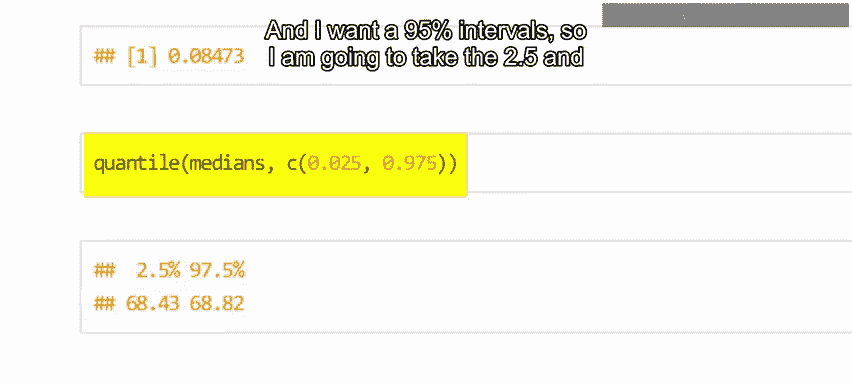 And I want a 95% intervals, so
I am going to take the 2.5 and
## [1] 0.08473
quantile(medians, c(0.025, 0.975))
## 2.5% 97.5%
## 68.43 68.82